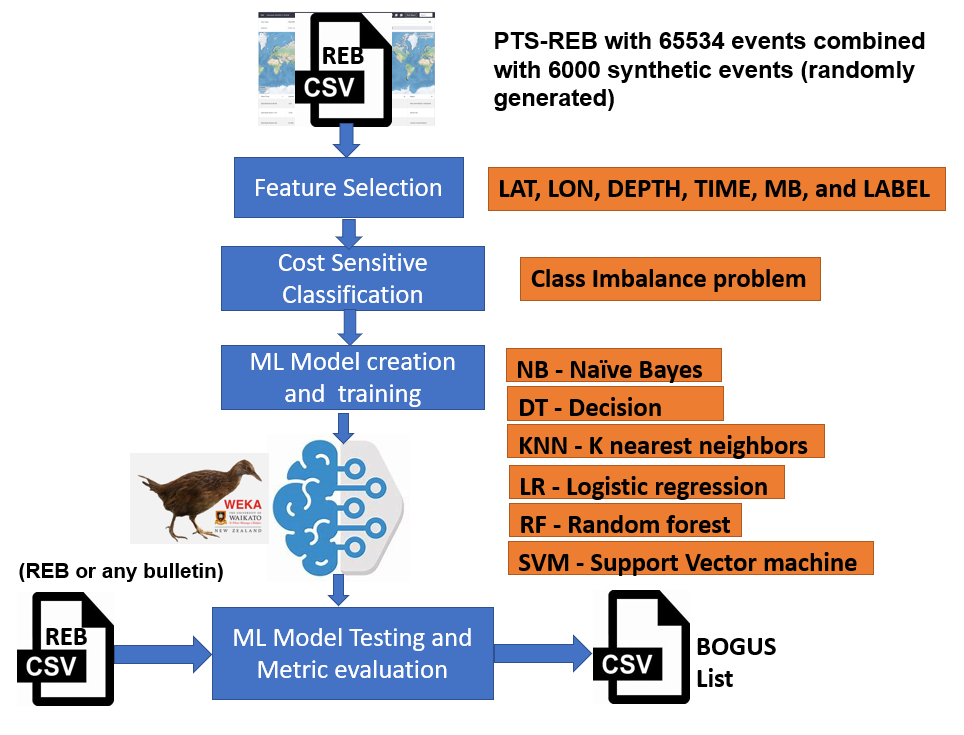 REB
CSV
PTS-REB with 65534 events combined
with 6000 synthetic events (randomly
generated)
Feature Selection
LAT, LON, DEPTH, TIME, MB, and LABEL
Cost Sensitive
Classification
Class Imbalance problem
ML Model creation
and training
NB - Naïve Bayes
DT - Decision
KNN - K nearest neighbors
LR - Logistic regression
RF - Random forest
SVM - Support Vector machine
WEKA
THE UNIVERSITY OF
WAIKATO
NEW ZEALAND
(REB or any bulletin)
REB
CSV
ML Model Testing and
Metric evaluation
CSV
BOGUS
List